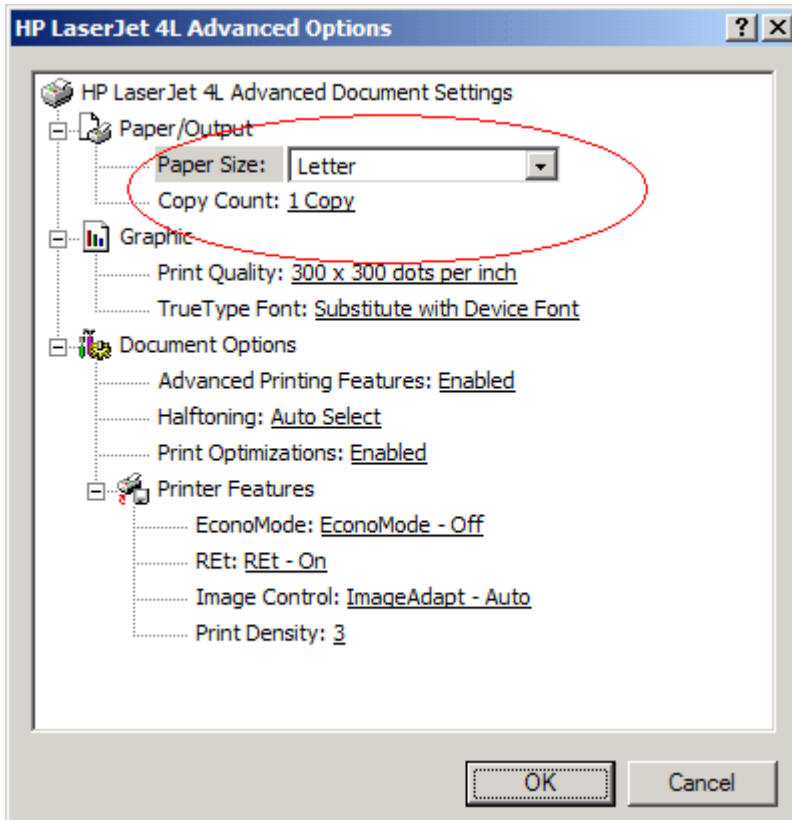 HP LaserJet 4L Advanced Options
HP LaserJet 4L Advanced Document Settings
Paper/Output
Paper Size: Letter
Copy Count: 1 Copy
Graphic
Print Quality: 300 x 300 dots per inch
TrueType Font: Substitute with Device Font
Document Options
Advanced Printing Features: Enabled
Halftoning: Auto Select
Print Optimizations: Enabled
Printer Features
EconoMode: EconoMode - Off
REt: REt - On
Image Control: ImageAdapt - Auto
Print Density: 3
OK Cancel